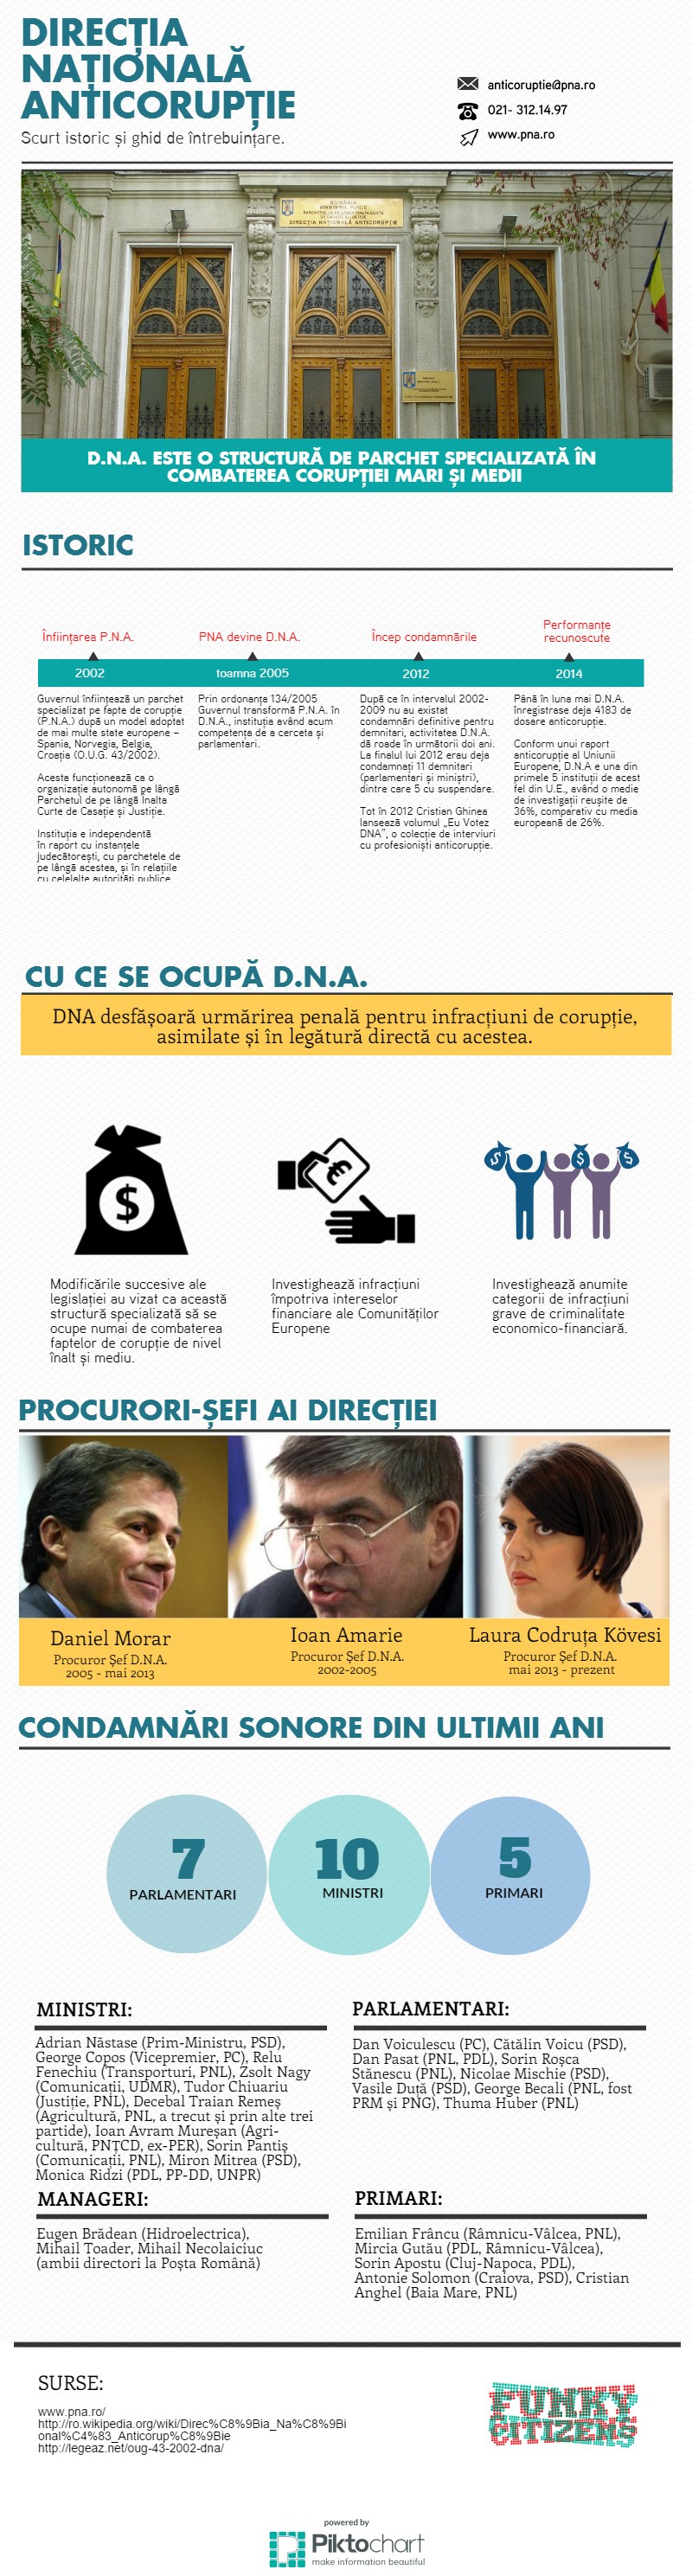 DIRECȚIA
NAȚIONALĂ
ANTICORUPȚIE
Scurt istoric și ghid de întrebuințare.
anticoruptie@pna.ro
021- 312.14.97
www.pna.ro
ROMÂNIA
MINISTERUL PUBLIC
DIRECȚIA NAȚIONALĂ ANTICORUPȚIE
D.N.A. ESTE O STRUCTURĂ DE PARCHET SPECIALIZATĂ ÎN
COMBATEREA CORUPȚIEI MARI ȘI MEDII
ISTORIC
Înființarea P.N.A.
2002
Guvernul înființează un parchet
specializat pe fapte de corupție
(P.N.A.) după un model adoptat
de mai multe state europene –
Spania, Norvegia, Belgia,
Croația (O.U.G. 43/2002).
Acesta funcționează ca o
organizație autonomă pe lângă
Parchetul de pe lângă Inalta
Curte de Casație și Justiție.
Instituția e independentă
în raport cu instanțele
judecătorești, cu parchetele de
pe lângă acestea, și în relațiile
cu celelalte autorități publice
PNA devine D.N.A.
toamna 2005
Prin ordonanța 134/2005
Guvernul transformă P.N.A. în
D.N.A., instituția având acum
competența de a cerceta și
parlamentari.
Încep condamnările
2012
După ce în intervalul 2002-
2009 nu au existat
condamnări definitive pentru
demnitari, activitatea D.N.A.
dă roade în următorii doi ani.
La finalul lui 2012 erau deja
condamnați 11 demnitari
(parlamentari și miniștri),
dintre care 5 cu suspendare.
Tot în 2012 Cristian Ghinea
lansează volumul „Eu Votez
DNA”, o colecție de interviuri
cu profesioniști anticorupție.
Performanțe
recunoscute
2014
Până în luna mai D.N.A.
înregistrase deja 4183 de
dosare anticorupție.
Conform unui raport
anticorupție al Uniunii
Europene, D.N.A e una din
primele 5 instituții de acest
fel din U.E., având o medie
de investigații reușite de
36%, comparativ cu media
europeană de 26%.
CU CE SE OCUPĂ D.N.A.
DNA desfășoară urmărirea penală pentru infracțiuni de corupție,
asimilate și în legătură directă cu acestea.
$
€
$ $ $
Modificările succesive ale
legislației au vizat ca această
structură specializată să se
ocupe numai de combaterea
faptelor de corupție de nivel
înalt și mediu.
Investighează infracțiuni
împotriva intereselor
financiare ale Comunităților
Europene
Investighează anumite
categorii de infracțiuni
grave de criminalitate
economico-financiară.
PROCURORI-ȘEFI AI DIRECȚIEI
Daniel Morar
Procuror Șef D.N.A.
2005 - mai 2013
Ioan Amarie
Procuror Șef D.N.A.
2002-2005
Laura Codruța Kövesi
Procuror Șef D.N.A.
mai 2013 - prezent
CONDAMNĂRI SONORE DIN ULTIMII ANI
7
PARLAMENTARI
10
MINISTRI
5
PRIMARI
MINISTRI:
Adrian Năstase (Prim-Ministru, PSD),
George Copos (Vicepremier, PC), Relu
Fenechiu (Transporturi, PNL), Zsolt Nagy
(Comunicații, UDMR), Tudor Chiuariu
(Justiție, PNL), Decebal Traian Remeș
(Agricultură, PNL, a trecut și prin alte trei
partide), Ioan Avram Mureșan (Agri-
cultură, PNȚCD, ex-PER), Sorin Pantiș
(Comunicații, PNL), Miron Mitrea (PSD),
Monica Ridzi (PDL, PP-DD, UNPR)
PARLAMENTARI:
Dan Voiculescu (PC), Cătălin Voicu (PSD),
Dan Pasat (PNL, PDL), Sorin Roșca
Stănescu (PNL), Nicolae Mischie (PSD),
Vasile Duță (PSD), George Becali (PNL, fost
PRM și PNG), Thuma Huber (PNL)
MANAGERI:
Eugen Brădean (Hidroelectrica),
Mihail Toader, Mihail Necolaiciuc
(ambii directori la Poșta Română)
PRIMARI:
Emilian Frâncu (Râmnicu-Vâlcea, PNL),
Mircia Gutău (PDL, Râmnicu-Vâlcea),
Sorin Apostu (Cluj-Napoca, PDL),
Antonie Solomon (Craiova, PSD), Cristian
Anghel (Baia Mare, PNL)
SURSE:
www.pna.ro/
http://ro.wikipedia.org/wiki/Direc%C8%9Bia_Na%C8%9Bi
onal%C4%83_Anticorup%C8%9Bie
http://legeaz.net/oug-43-2002-dna/
FUNKY
CITIZENS
powered by
Piktochart
make information beautiful